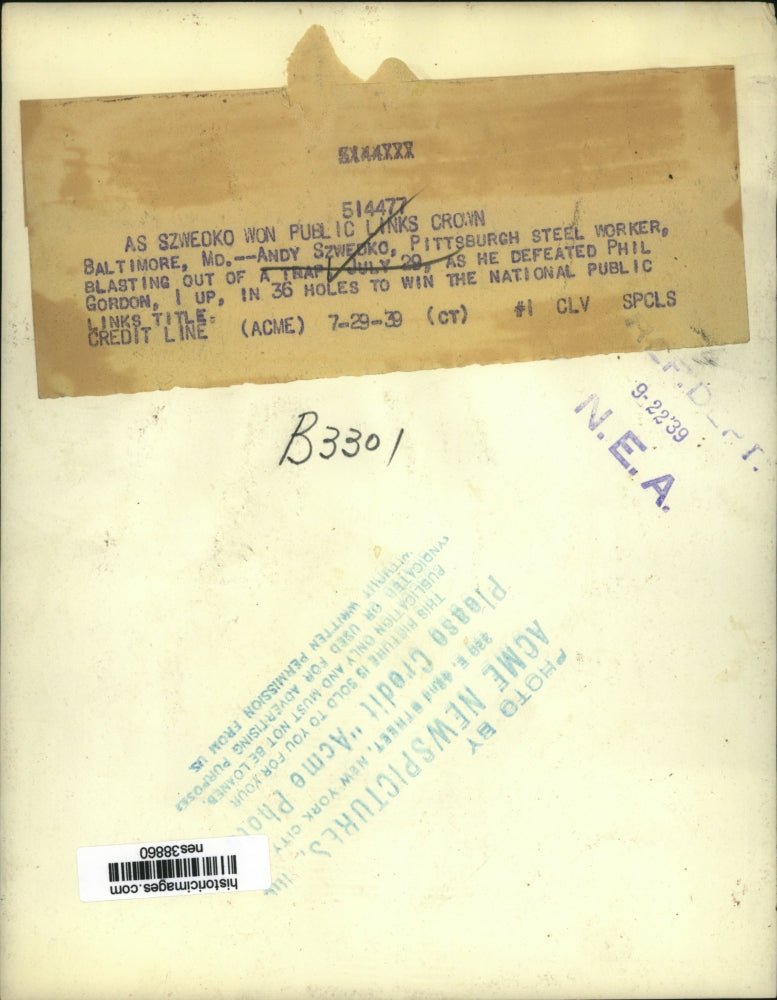 514477
AS SZWEDKO WON PUBLIC LINKS CROWN
BALTIMORE, MD.--ANDY SZWEDKO, PITTSBURGH STEEL WORKER,
BLASTING OUT OF A TRAP, JULY 29, AS HE DEFEATED PHIL
GORDON, 1 UP, IN 36 HOLES TO WIN THE NATIONAL PUBLIC
LINKS TITLE.
CREDIT LINE (ACME) 7-29-39 (CT) #1 CLV SPCLS
9-22-39
N.E.A.
B3301
PHOTO BY
ACME NEWSPICTURES,
220 E. 42nd STREET, NEW YORK CITY
Please Credit "Acme
THIS PICTURE IS SOLD TO YOU FOR YOUR
PUBLICATION ONLY AND MUST NOT BE LOANED,
SYNDICATED OR USED FOR ADVERTISING PURPOSES
WITHOUT WRITTEN PERMISSION FROM US.
historicimages.com
nes38860